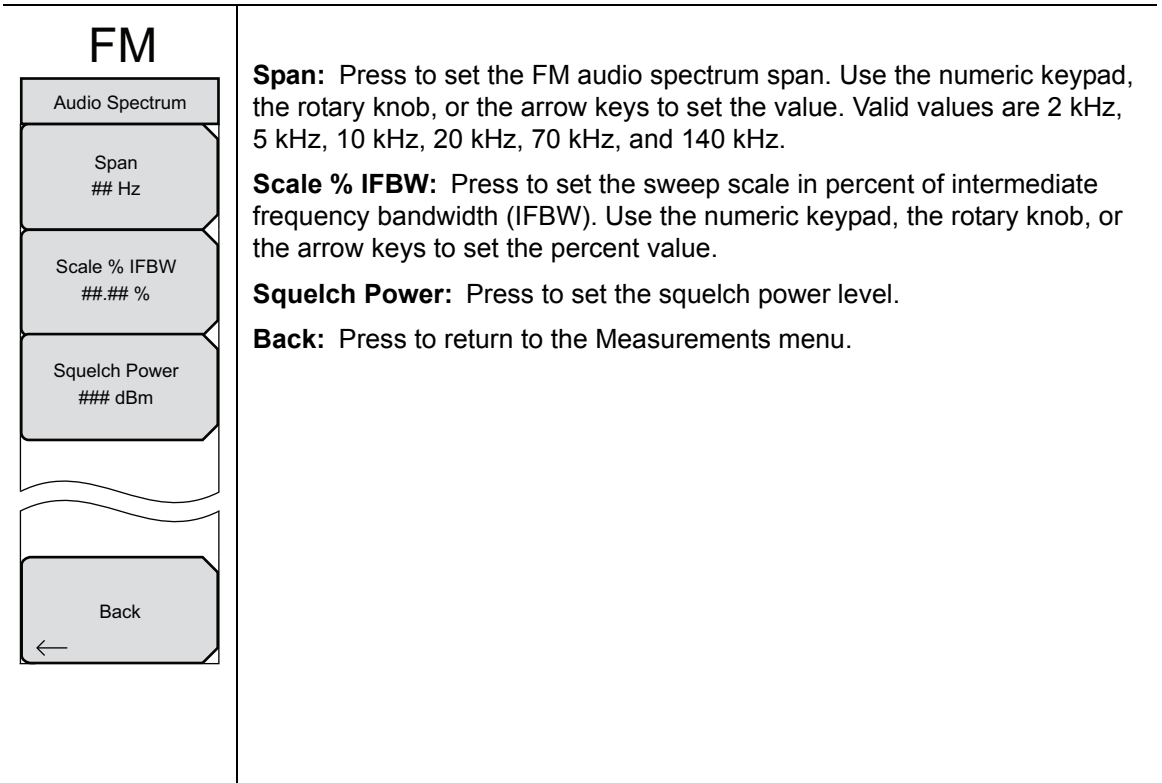 FM
Audio Spectrum
Span
## Hz
Scale % IFBW
##.## %
Squelch Power
### dBm
Back
Span: Press to set the FM audio spectrum span. Use the numeric keypad,
the rotary knob, or the arrow keys to set the value. Valid values are 2 kHz,
5 kHz, 10 kHz, 20 kHz, 70 kHz, and 140 kHz.
Scale % IFBW: Press to set the sweep scale in percent of intermediate
frequency bandwidth (IFBW). Use the numeric keypad, the rotary knob, or
the arrow keys to set the percent value.
Squelch Power: Press to set the squelch power level.
Back: Press to return to the Measurements menu.